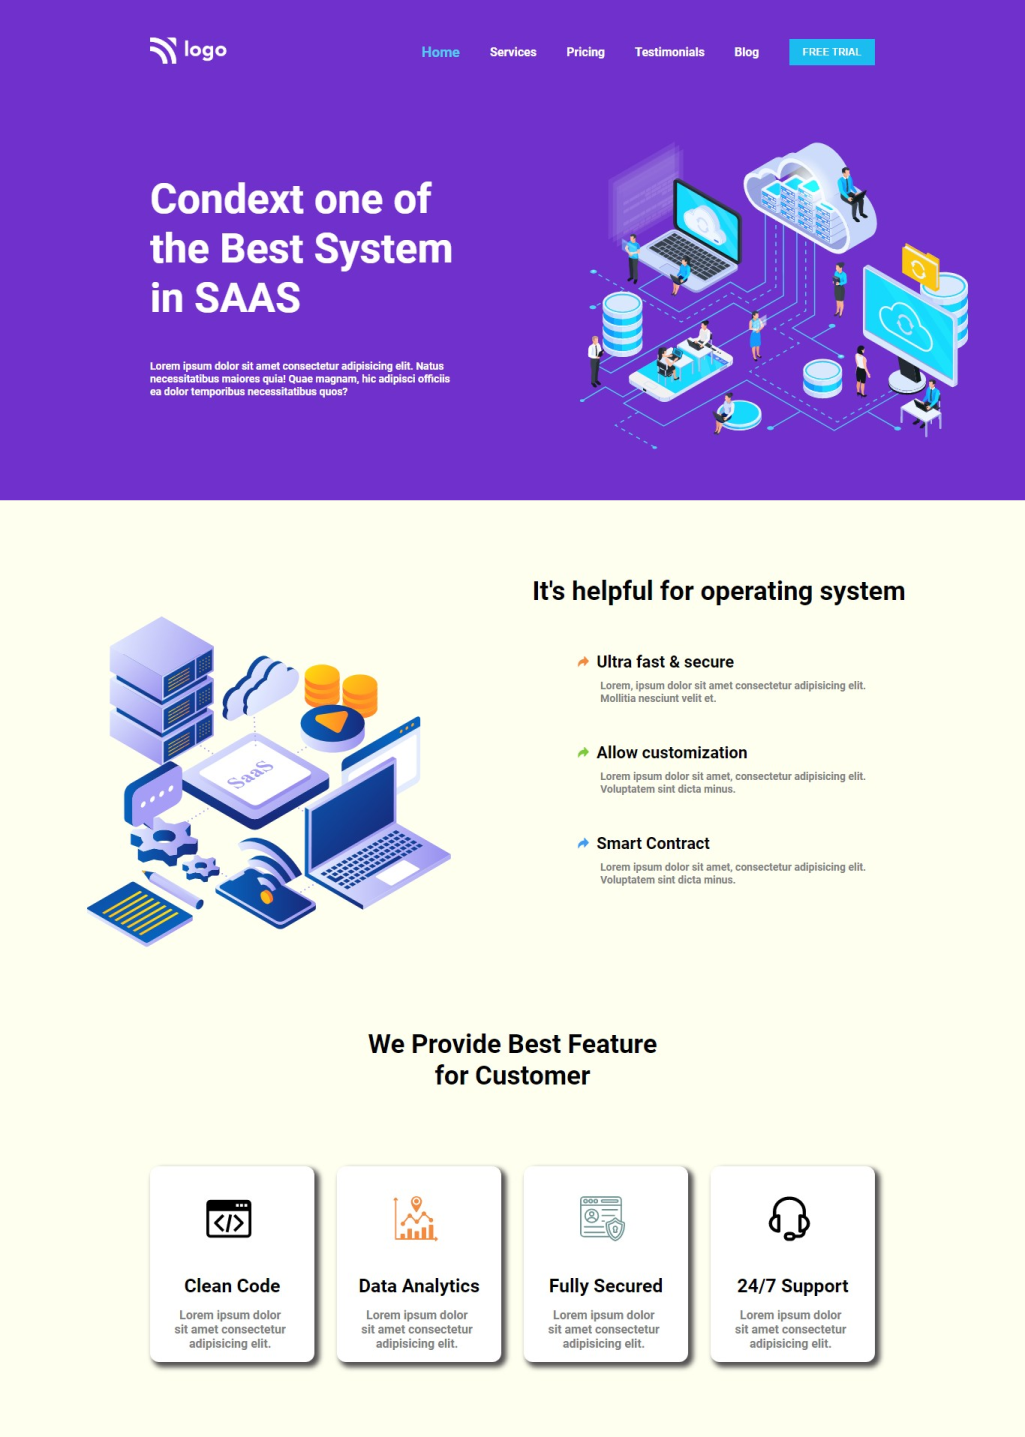 logo
Home Services Pricing Testimonials Blog FREE TRIAL
Condext one of
the Best System
in SAAS
Lorem ipsum dolor sit amet consectetur adipisicing elit. Natus
necessitatibus maiores quia! Quae magnam, hic adipisci officiis
ea dolor temporibus necessitatibus quos?
SaaS
It's helpful for operating system
Ultra fast & secure
Lorem, ipsum dolor sit amet consectetur adipisicing elit.
Mollitia nesciunt velit et.
Allow customization
Lorem ipsum dolor sit amet, consectetur adipisicing elit.
Voluptatem sint dicta minus.
Smart Contract
Lorem ipsum dolor sit amet, consectetur adipisicing elit.
Voluptatem sint dicta minus.
We Provide Best Feature
for Customer
Clean Code
Lorem ipsum dolor
sit amet consectetur
adipisicing elit.
Data Analytics
Lorem ipsum dolor
sit amet consectetur
adipisicing elit.
Fully Secured
Lorem ipsum dolor
sit amet consectetur
adipisicing elit.
24/7 Support
Lorem ipsum dolor
sit amet consectetur
adipisicing elit.